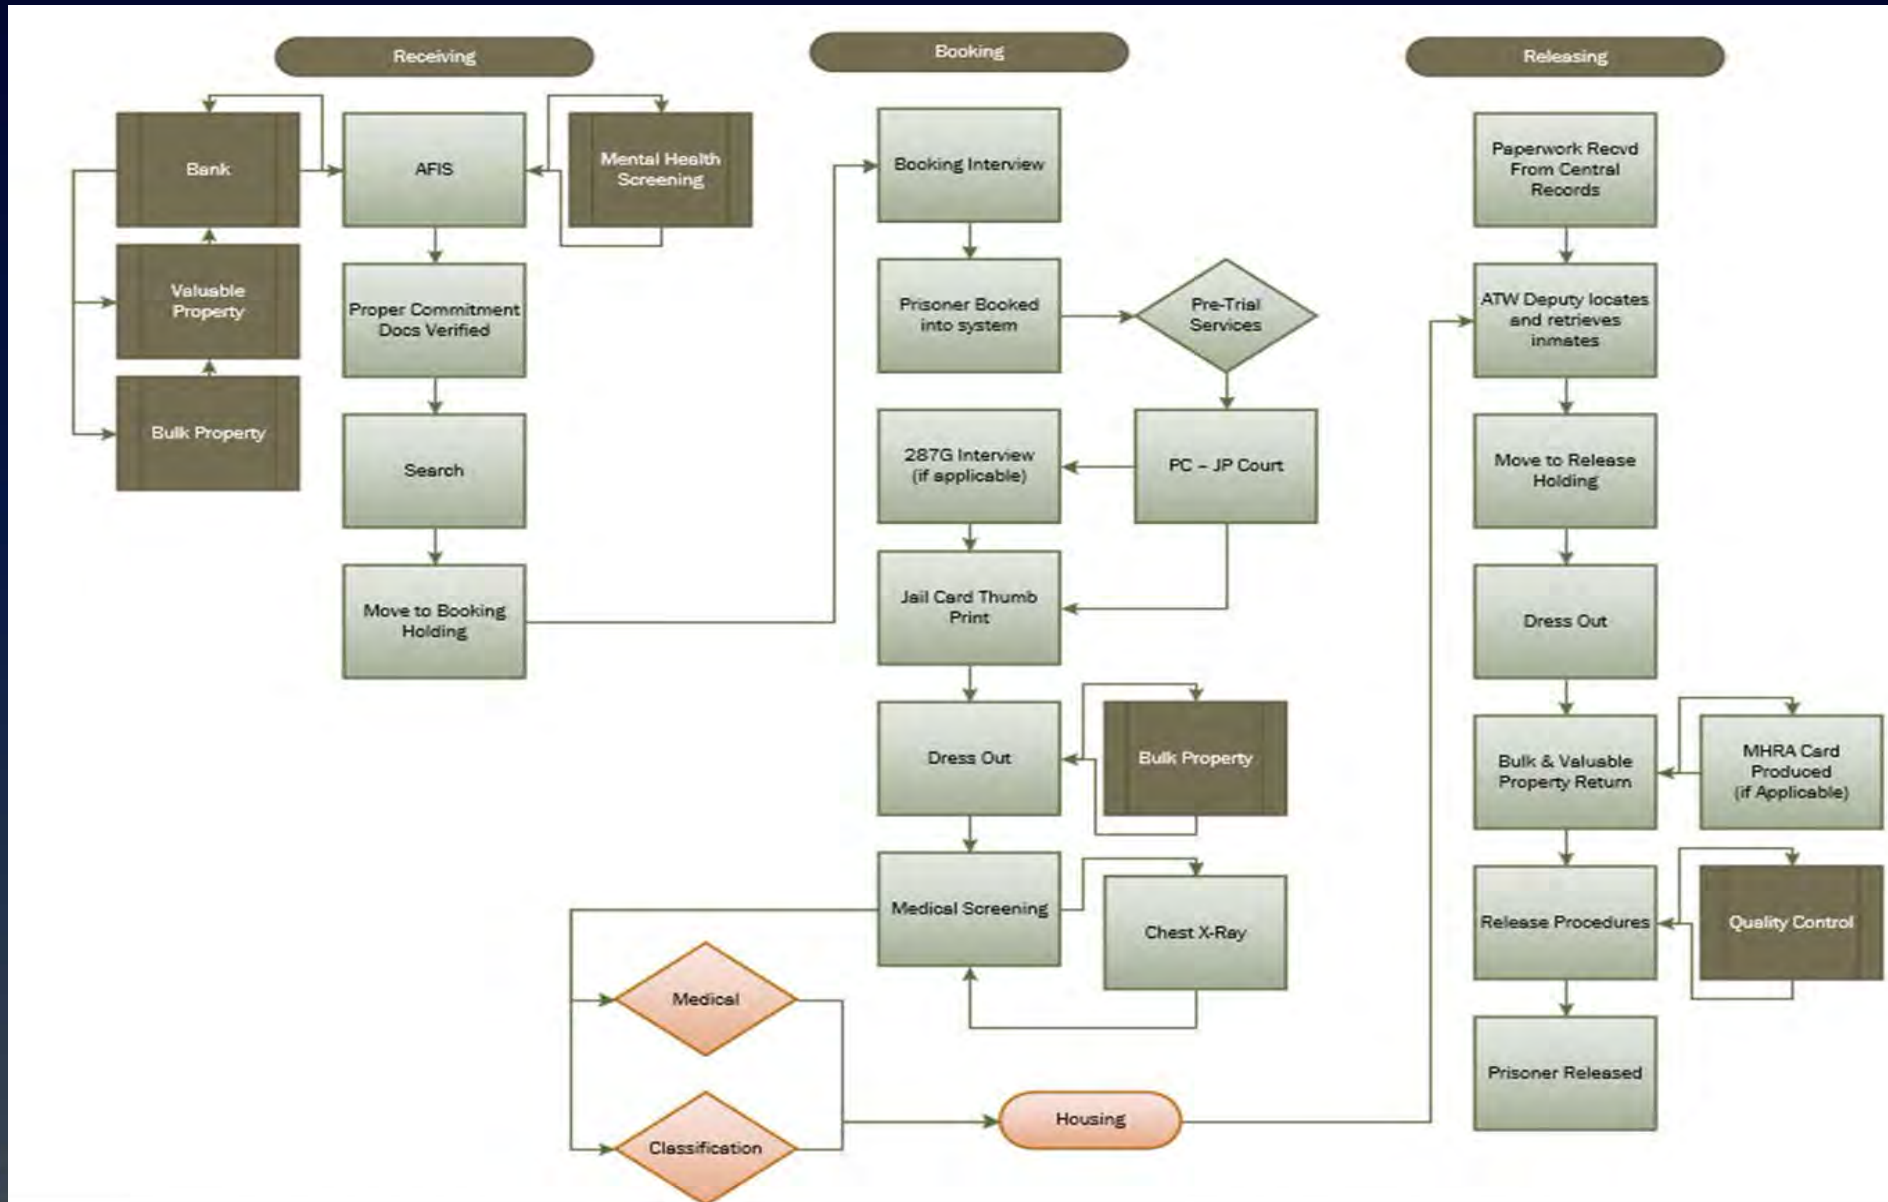 Receiving
Bank
AFIS
Mental Health
Screening
Valuable
Property
Proper Commitment
Docs Verified
Bulk Property
Search
Move to Booking
Holding
Booking
Booking Interview
Prisoner Booked
into system
Pre-Trial
Services
287G Interview
(if applicable)
PC – JP Court
Jail Card Thumb
Print
Dress Out
Bulk Property
Medical Screening
Chest X-Ray
Medical
Classification
Housing
Releasing
Paperwork Recvd
From Central
Records
ATW Deputy locates
and retrieves
inmates
Move to Release
Holding
Dress Out
Bulk & Valuable
Property Return
MHRA Card
Produced
(if Applicable)
Release Procedures
Quality Control
Prisoner Released